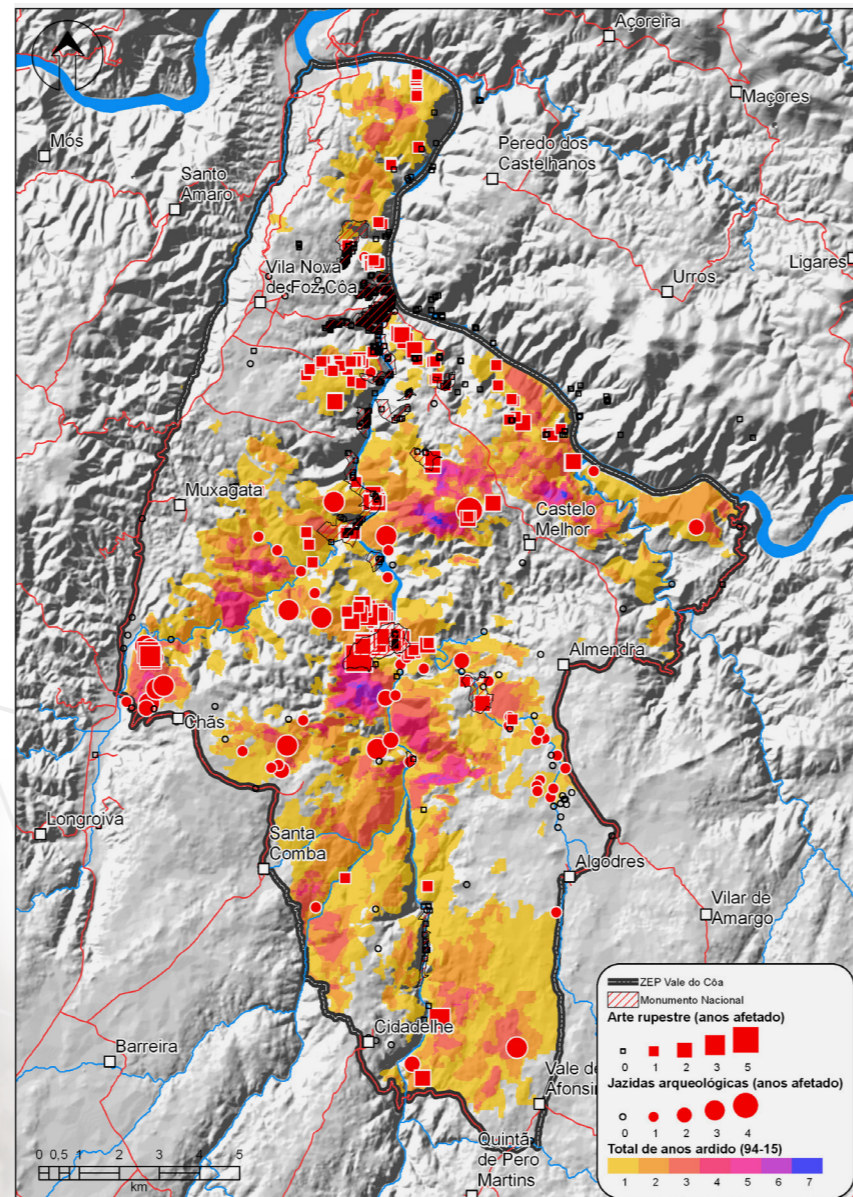 Açoreira
Maçores
Mós
Peredo dos
Castelhanos
Santo
Amaro
Ligares
Vila Nova
de Foz Côa
Urros
Muxagata
Castelo
Melhor
Almendra
Chãs
Longroiva
Santa
Comba
Algodres
Vilar de
Amargo
Cidadelhe
Barreira
Vale de
Afonsin
Quintã
de Pero
Martins
0 0,5 1 2 3 4 5
km
ZEP Vale do Côa
Monumento Nacional
Arte rupestre (anos afetado)
0 1 2 3 5
Jazidas arqueológicas (anos afetado)
0 1 2 3 4
Total de anos ardido (94-15)
1 2 3 4 5 6 7